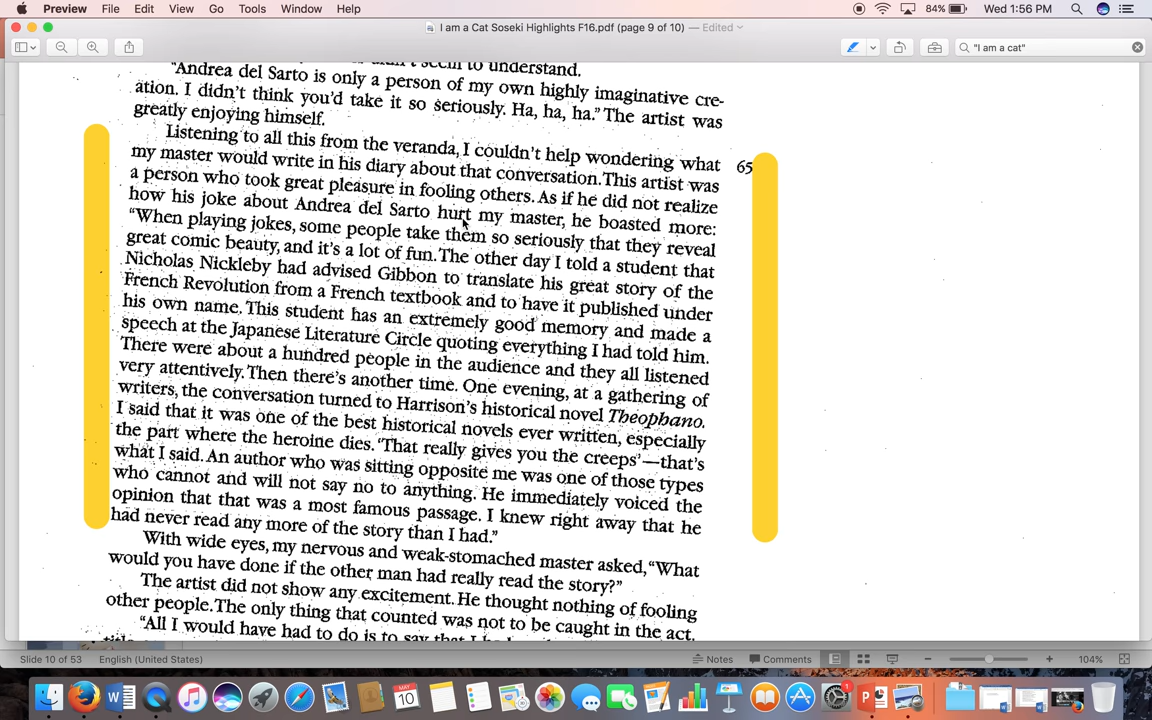 Preview File Edit View Go Tools Window Help 84% Wed 1:56 PM
I am a Cat Soseki Highlights F16.pdf (page 9 of 10) — Edited
"I am a cat"
to understand.
"Andrea del Sarto is only a person of my own highly imaginative cre-
ation. I didn't think you'd take it so seriously. Ha, ha, ha." The artist was
greatly enjoying himself.
Listening to all this from the veranda, I couldn't help wondering what 65
my master would write in his diary about that conversation. This artist was
a person who took great pleasure in fooling others. As if he did not realize
how his joke about Andrea del Sarto hurt my master, he boasted more:
"When playing jokes, some people take them so seriously that they reveal
great comic beauty, and it's a lot of fun. The other day I told a student that
Nicholas Nickleby had advised Gibbon to translate his great story of the
French Revolution from a French textbook and to have it published under
his own name. This student has an extremely good memory and made a
speech at the Japanese Literature Circle quoting everything I had told him.
There were about a hundred people in the audience and they all listened
very attentively. Then there's another time. One evening, at a gathering of
writers, the conversation turned to Harrison's historical novel Theophano.
I said that it was one of the best historical novels ever written, especially
the part where the heroine dies. 'That really gives you the creeps'—that's
what I said. An author who was sitting opposite me was one of those types
who cannot and will not say no to anything. He immediately voiced the
opinion that that was a most famous passage. I knew right away that he
had never read any more of the story than I had."
With wide eyes, my nervous and weak-stomached master asked, "What
would you have done if the other man had really read the story?"
The artist did not show any excitement. He thought nothing of fooling
other people. The only thing that counted was not to be caught in the act.
"All I would have had to do is to say that I
Slide 10 of 53 English (United States) Notes Comments 104%
MAY
10
1